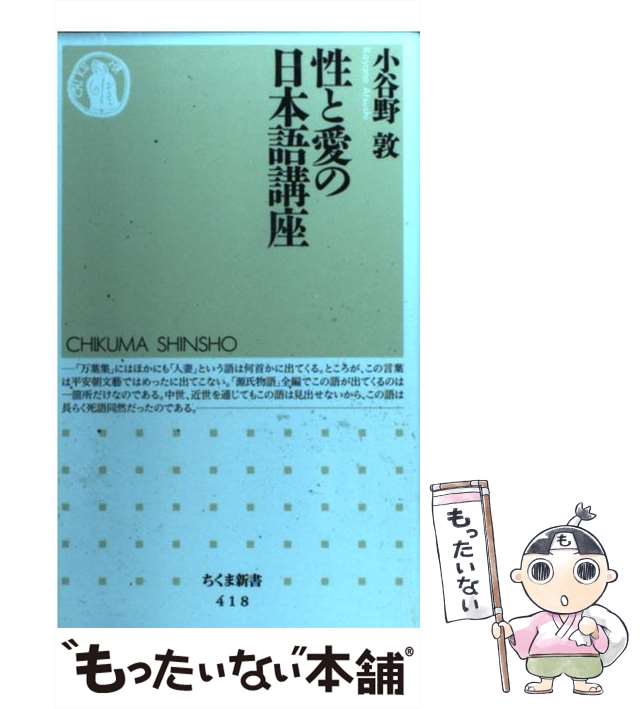 小谷野 敦
性と愛の
日本語講座
CHIKUMA SHINSHO
―「万葉集」にはほかにも「人妻」という語は何首かに出てくる。ところが、この言葉
は平安朝文藝ではめったに出てこない。「源氏物語」全編でこの語が出てくるのは
一箇所だけなのである。中世、近世を通じてもこの語は見出せないから、この語は
長らく死語同然だったのである。
ちくま新書
418
"もったいない"本舗®
もったいない
も